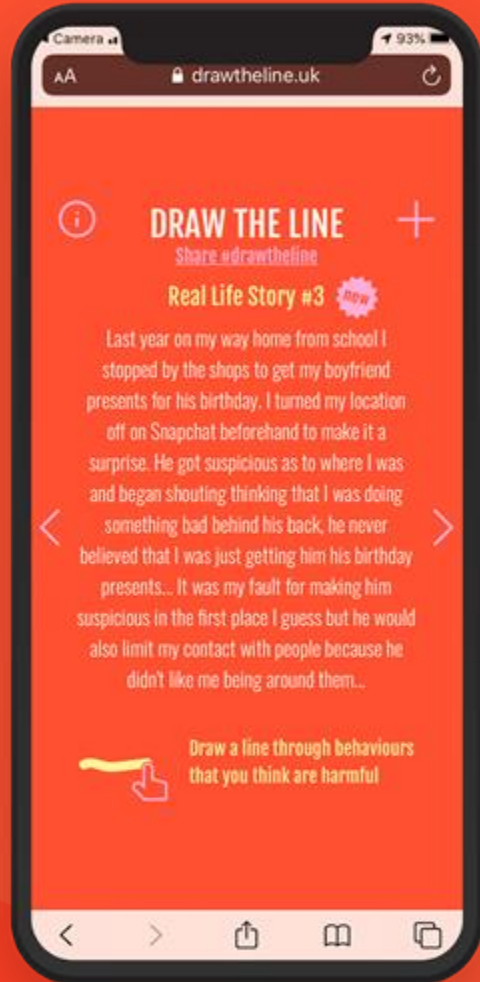 Camera
93%
AA
drawtheline.uk
DRAW THE LINE
Share #drawtheline
Real Life Story #3
new
Last year on my way home from school I
stopped by the shops to get my boyfriend
presents for his birthday. I turned my location
off on Snapchat beforehand to make it a
surprise. He got suspicious as to where I was
and began shouting thinking that I was doing
something bad behind his back, he never
believed that I was just getting him his birthday
presents... It was my fault for making him
suspicious in the first place I guess but he would
also limit my contact with people because he
didn't like me being around them...
Draw a line through behaviours
that you think are harmful